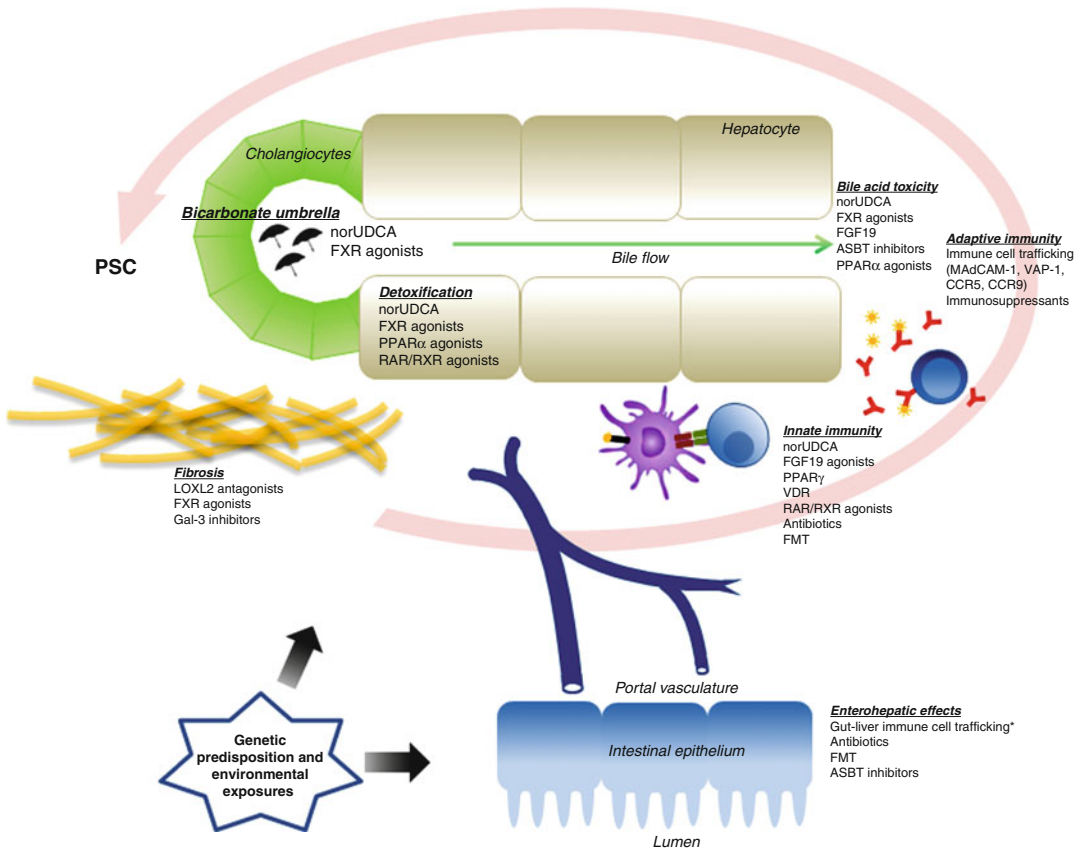 Hepatocyte
Cholangiocytes
Bicarbonate umbrella
norUDCA
FXR agonists
Bile flow
PSC
Bile acid toxicity
norUDCA
FXR agonists
FGF19
ASBT inhibitors
PPARα agonists
Adaptive immunity
Immune cell trafficking
(MAdCAM-1, VAP-1,
CCR5, CCR9)
Immunosuppressants
Detoxification
norUDCA
FXR agonists
PPARα agonists
RAR/RXR agonists
Fibrosis
LOXL2 antagonists
FXR agonists
Gal-3 inhibitors
Innate immunity
norUDCA
FGF19 agonists
PPARγ
VDR
RAR/RXR agonists
Antibiotics
FMT
Portal vasculature
Genetic
predisposition and
environmental
exposures
Intestinal epithelium
Enterohepatic effects
Gut-liver immune cell trafficking*
Antibiotics
FMT
ASBT inhibitors
Lumen